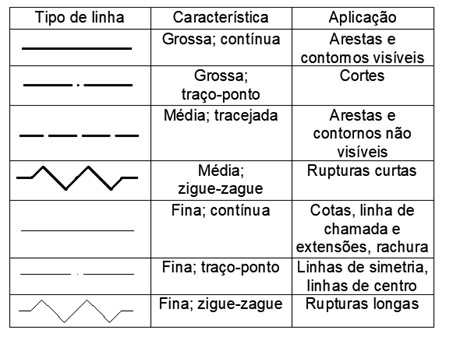 Tipo de linha Característica Aplicação
Grossa; contínua Arestas e
contornos visíveis
Grossa; Cortes
traço-ponto
Média; tracejada Arestas e
contornos não
visíveis
Média; Rupturas curtas
zigue-zague
Fina; contínua Cotas, linha de
chamada e
extensões, rachura
Fina; traço-ponto Linhas de simetria,
linhas de centro
Fina; zigue-zague Rupturas longas